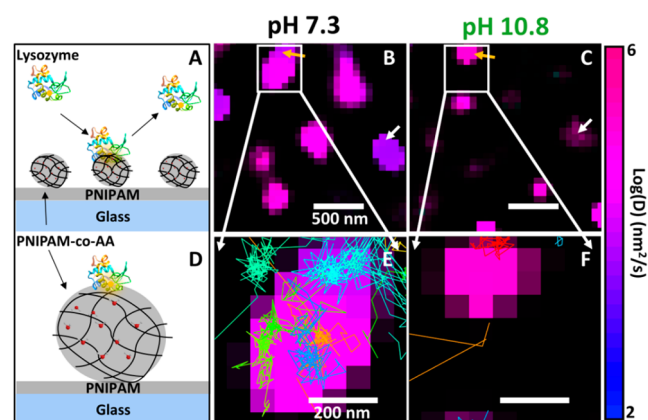 pH 7.3
pH 10.8
Lysozyme
A
B
C
6
500 nm
PNIPAM
Glass
Log(D) (nm²/s)
PNIPAM-co-AA
D
E
F
PNIPAM
Glass
200 nm
2